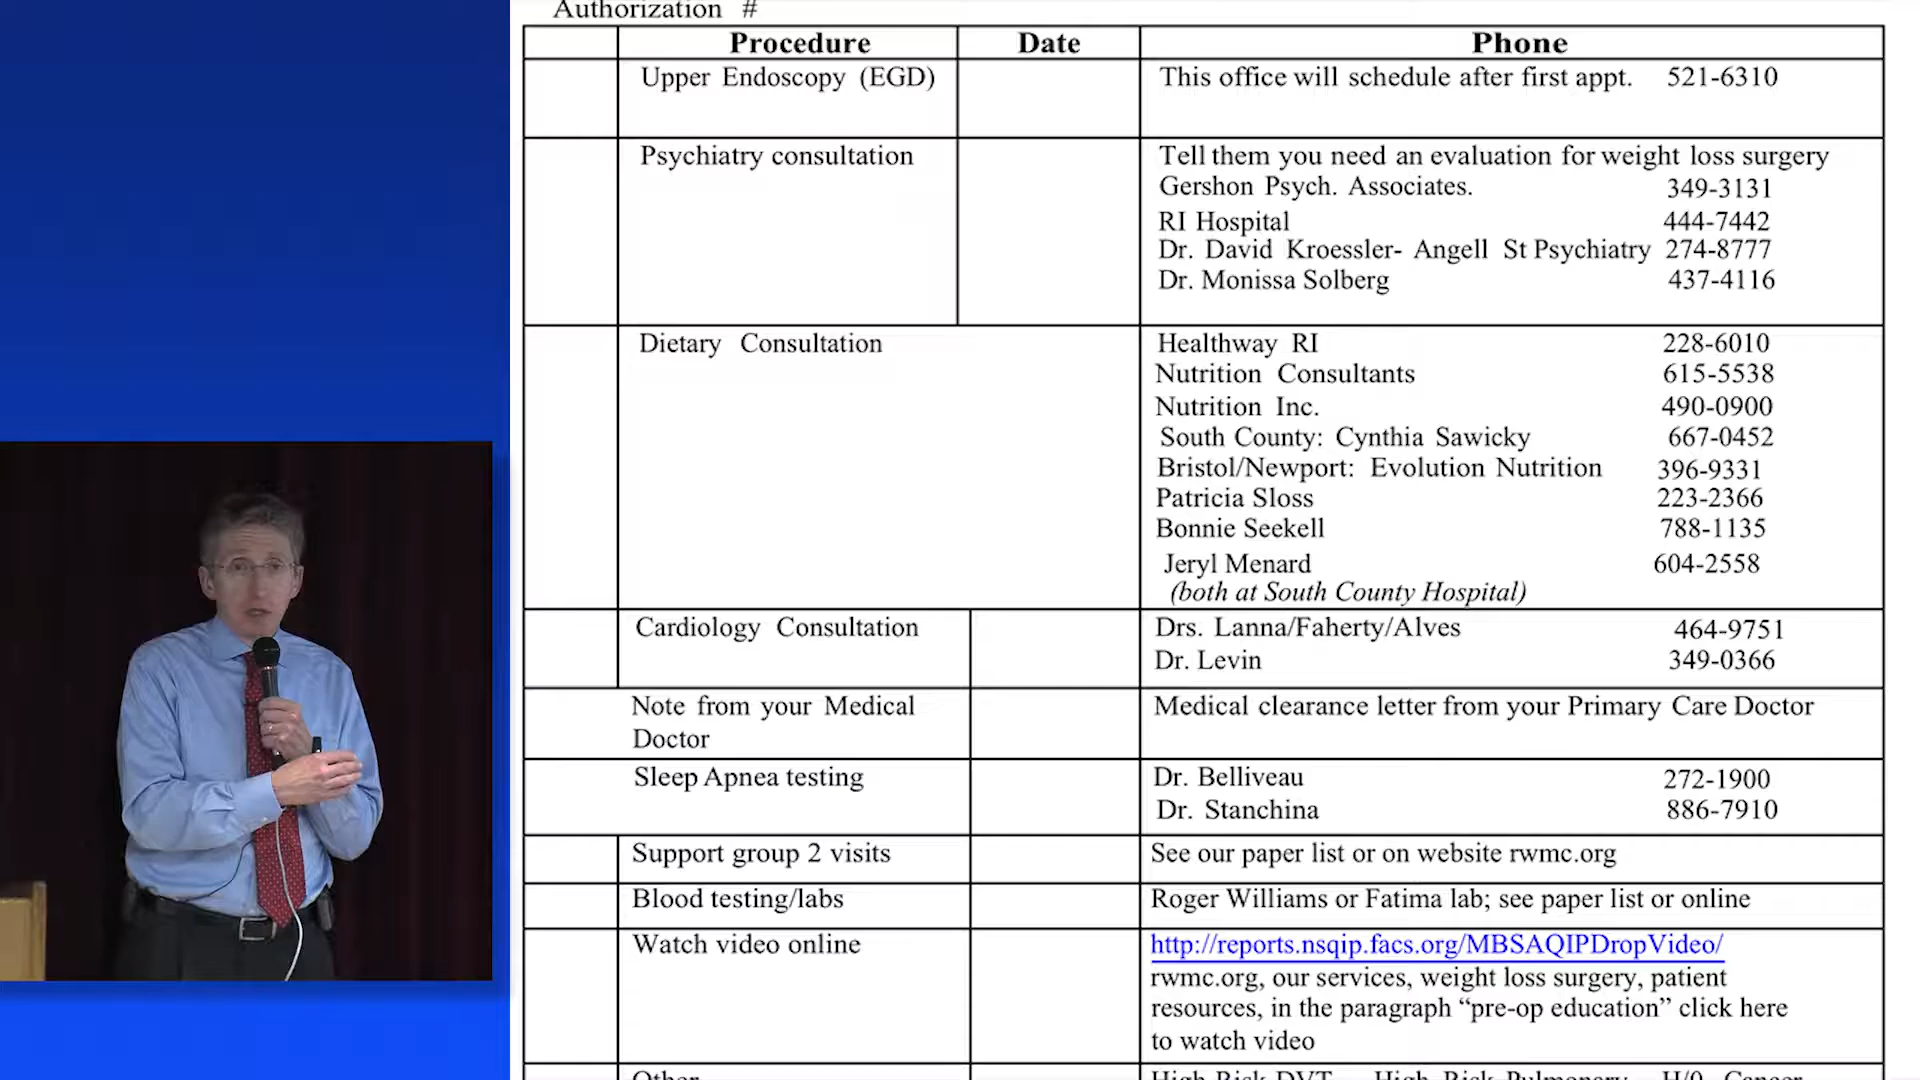 Authorization #
Procedure Date Phone
Upper Endoscopy (EGD) This office will schedule after first appt. 521-6310
Psychiatry consultation Tell them you need an evaluation for weight loss surgery
Gershon Psych. Associates. 349-3131
RI Hospital 444-7442
Dr. David Kroessler- Angell St Psychiatry 274-8777
Dr. Monissa Solberg 437-4116
Dietary Consultation Healthway RI 228-6010
Nutrition Consultants 615-5538
Nutrition Inc. 490-0900
South County: Cynthia Sawicky 667-0452
Bristol/Newport: Evolution Nutrition 396-9331
Patricia Sloss 223-2366
Bonnie Seekell 788-1135
Jeryl Menard 604-2558
(both at South County Hospital)
Cardiology Consultation Drs. Lanna/Faherty/Alves 464-9751
Dr. Levin 349-0366
Note from your Medical Medical clearance letter from your Primary Care Doctor
Doctor
Sleep Apnea testing Dr. Belliveau 272-1900
Dr. Stanchina 886-7910
Support group 2 visits See our paper list or on website rwmc.org
Blood testing/labs Roger Williams or Fatima lab; see paper list or online
Watch video online http://reports.nsqip.facs.org/MBSAQIPDropVideo/
rwmc.org, our services, weight loss surgery, patient
resources, in the paragraph “pre-op education” click here
to watch video
Other High Risk DVT High Risk Pulmonary H/0 Cancer